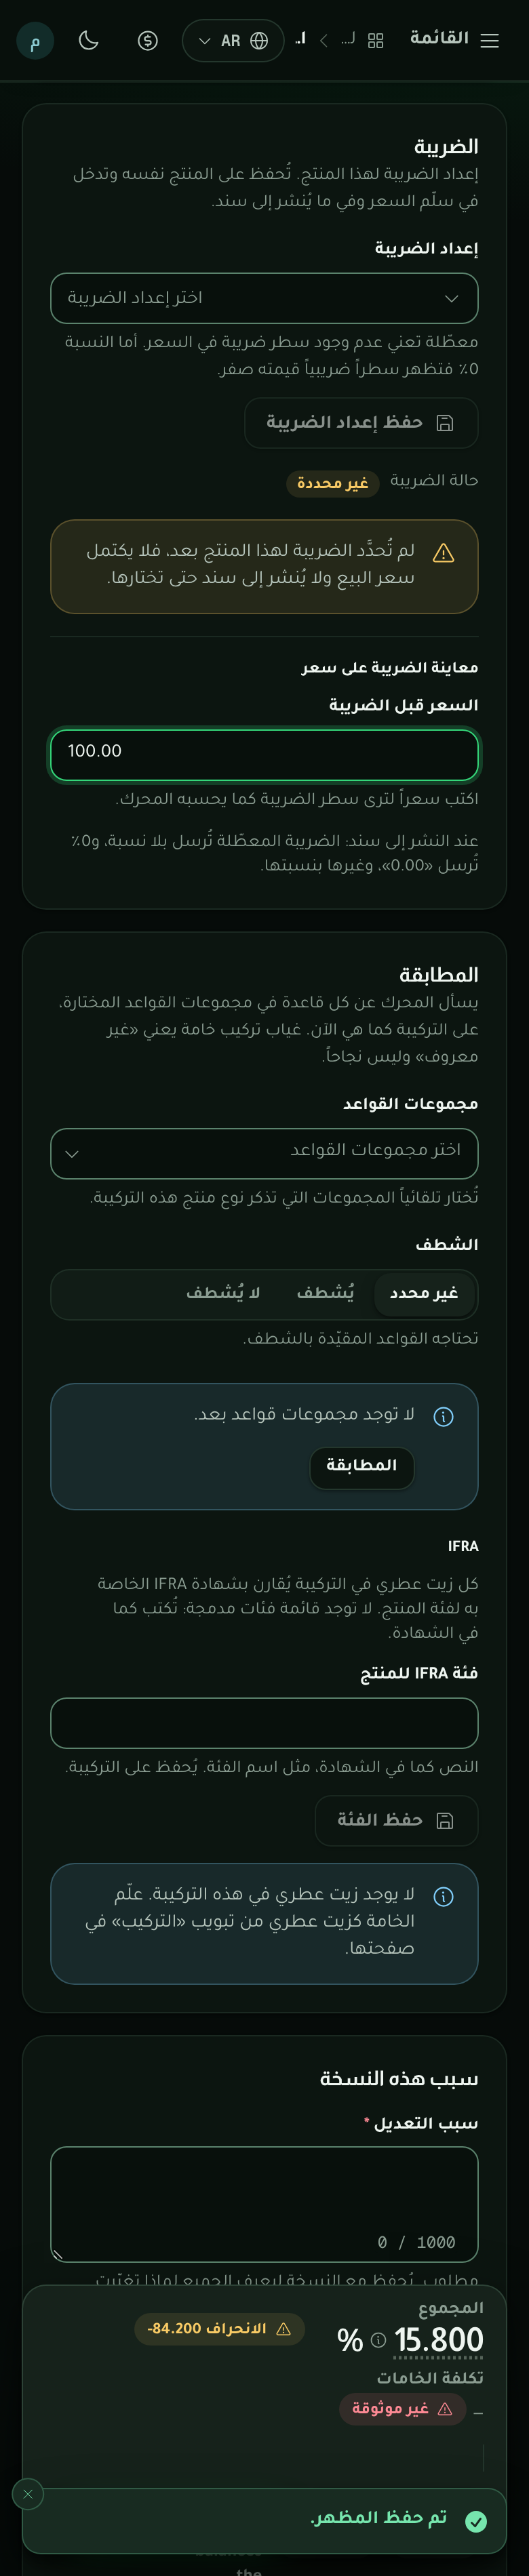 القائمة
لـ...
AR
م
الضريبة
إعداد الضريبة لهذا المنتج. تُحفظ على المنتج نفسه وتدخل
في سلّم السعر وفي ما يُنشر إلى سند.
إعداد الضريبة
اختر إعداد الضريبة
معطّلة تعني عدم وجود سطر ضريبة في السعر. أما النسبة
0٪ فتظهر سطراً ضريبياً قيمته صفر.
حفظ إعداد الضريبة
حالة الضريبة غير محددة
لم تُحدَّد الضريبة لهذا المنتج بعد، فلا يكتمل
سعر البيع ولا يُنشر إلى سند حتى تختارها.
معاينة الضريبة على سعر
السعر قبل الضريبة
100.00
اكتب سعراً لترى سطر الضريبة كما يحسبه المحرك.
عند النشر إلى سند: الضريبة المعطّلة تُرسل بلا نسبة، و0٪
تُرسل «0.00»، وغيرها بنسبتها.
المطابقة
يسأل المحرك عن كل قاعدة في مجموعات القواعد المختارة،
على التركيبة كما هي الآن. غياب تركيب خامة يعني «غير
معروف» وليس نجاحاً.
مجموعات القواعد
اختر مجموعات القواعد
تُختار تلقائياً المجموعات التي تذكر نوع منتج هذه التركيبة.
الشطف
غير محدد
يُشطف
لا يُشطف
تحتاجه القواعد المقيّدة بالشطف.
لا توجد مجموعات قواعد بعد.
المطابقة
IFRA
كل زيت عطري في التركيبة يُقارن بشهادة IFRA الخاصة
به لفئة المنتج. لا توجد قائمة فئات مدمجة: تُكتب كما
في الشهادة.
فئة IFRA للمنتج
النص كما في الشهادة، مثل اسم الفئة. يُحفظ على التركيبة.
حفظ الفئة
لا يوجد زيت عطري في هذه التركيبة. علّم
الخامة كزيت عطري من تبويب «التركيب» في
صفحتها.
سبب هذه النسخة
سبب التعديل *
0 / 1000
مطلوب. يُحفظ مع النسخة ليعرف الجميع لماذا تغيّرت
المجموع
15.800 %
الانحراف 84.200-
تكلفة الخامات
— غير موثوقة
تم حفظ المظهر.
the